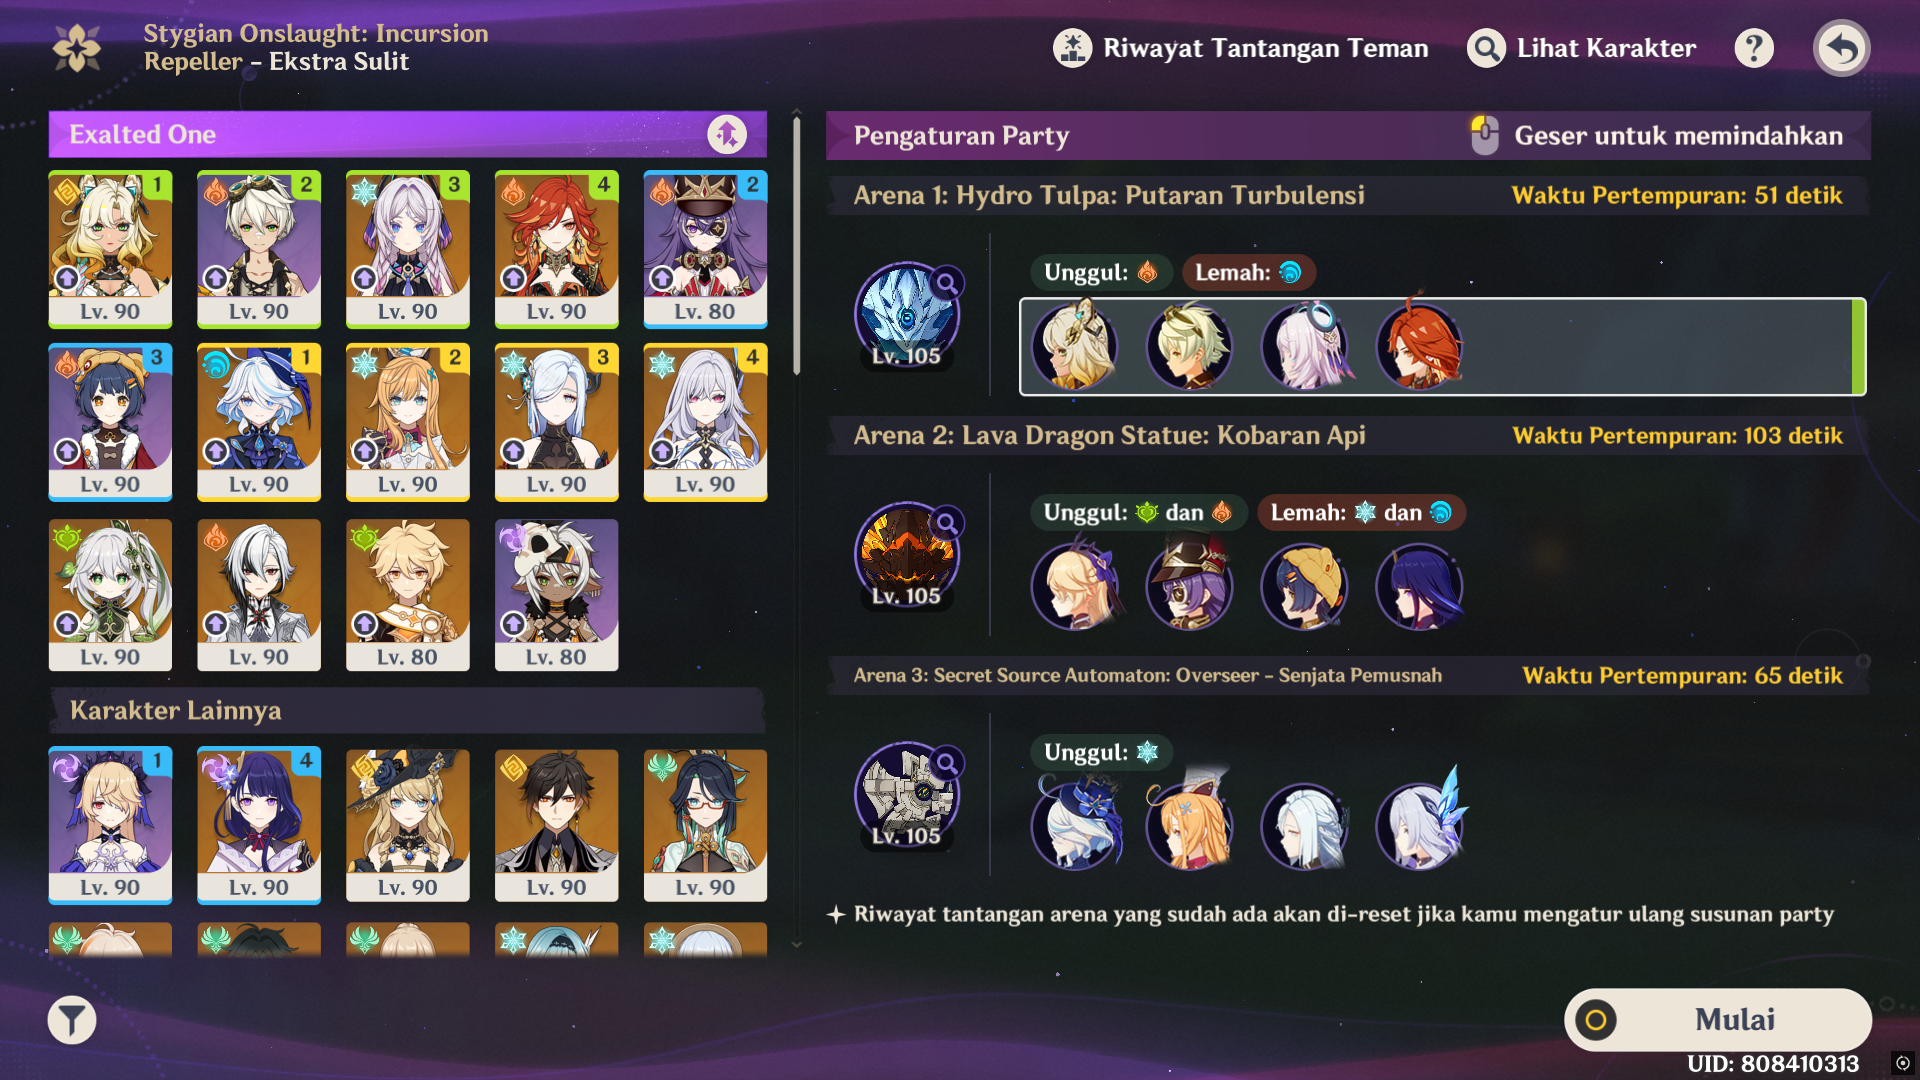 Stygian Onslaught: Incursion
Repeller – Ekstra Sulit
Riwayat Tantangan Teman
Lihat Karakter
?
Exalted One
1
2
3
4
2
Lv. 90
Lv. 90
Lv. 90
Lv. 90
Lv. 80
3
1
2
3
4
Lv. 90
Lv. 90
Lv. 90
Lv. 90
Lv. 90
Lv. 90
Lv. 90
Lv. 80
Lv. 80
Karakter Lainnya
1
4
Lv. 90
Lv. 90
Lv. 90
Lv. 90
Lv. 90
Pengaturan Party
Geser untuk memindahkan
Arena 1: Hydro Tulpa: Putaran Turbulensi
Waktu Pertempuran: 51 detik
Unggul:
Lemah:
Lv. 105
Arena 2: Lava Dragon Statue: Kobaran Api
Waktu Pertempuran: 103 detik
Unggul: dan
Lemah: dan
Lv. 105
Arena 3: Secret Source Automaton: Overseer – Senjata Pemusnah
Waktu Pertempuran: 65 detik
Unggul:
Lv. 105
Riwayat tantangan arena yang sudah ada akan di-reset jika kamu mengatur ulang susunan party
Mulai
UID: 808410313